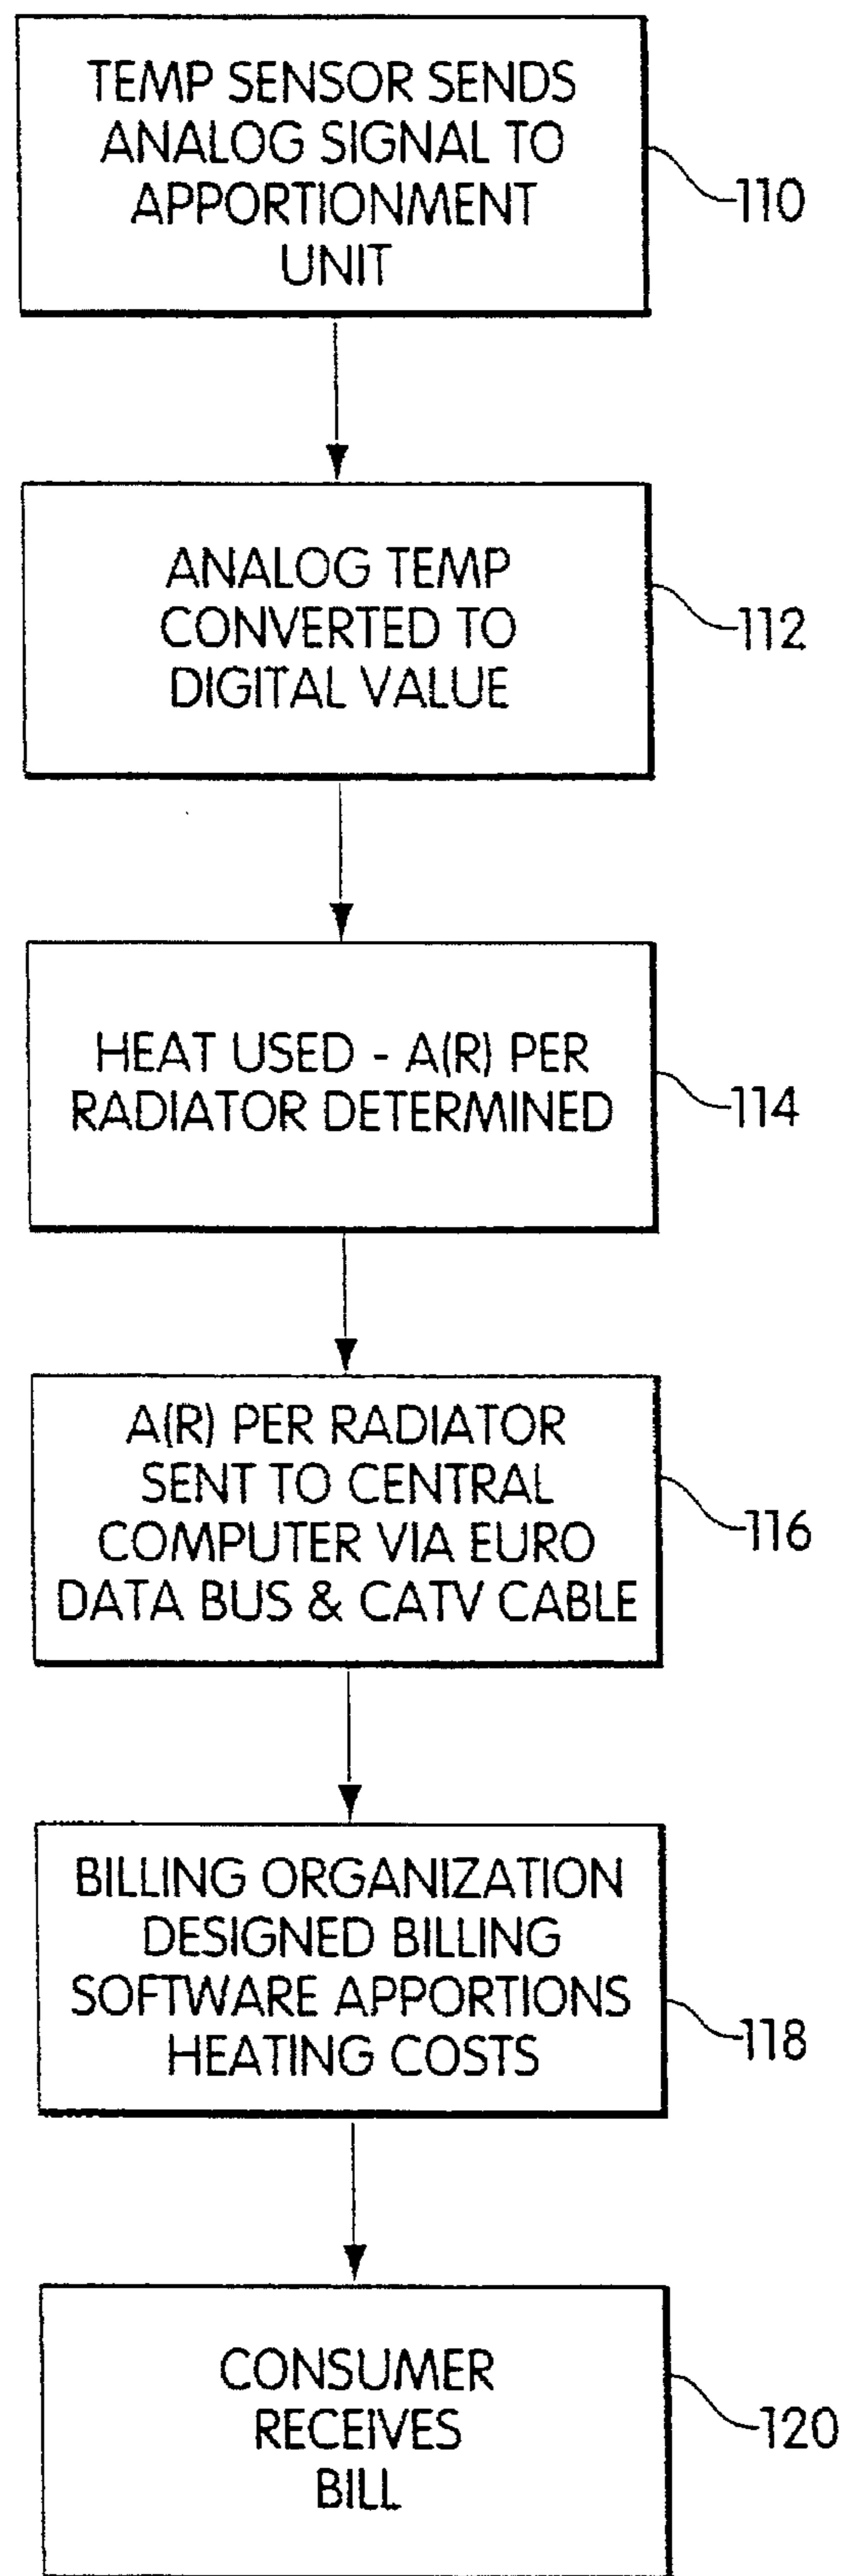 TEMP SENSOR SENDS
ANALOG SIGNAL TO
APPORTIONMENT
UNIT
110
ANALOG TEMP
CONVERTED TO
DIGITAL VALUE
112
HEAT USED - A(R) PER
RADIATOR DETERMINED
114
A(R) PER RADIATOR
SENT TO CENTRAL
COMPUTER VIA EURO
DATA BUS & CATV CABLE
116
BILLING ORGANIZATION
DESIGNED BILLING
SOFTWARE APPORTIONS
HEATING COSTS
118
CONSUMER
RECEIVES
BILL
120